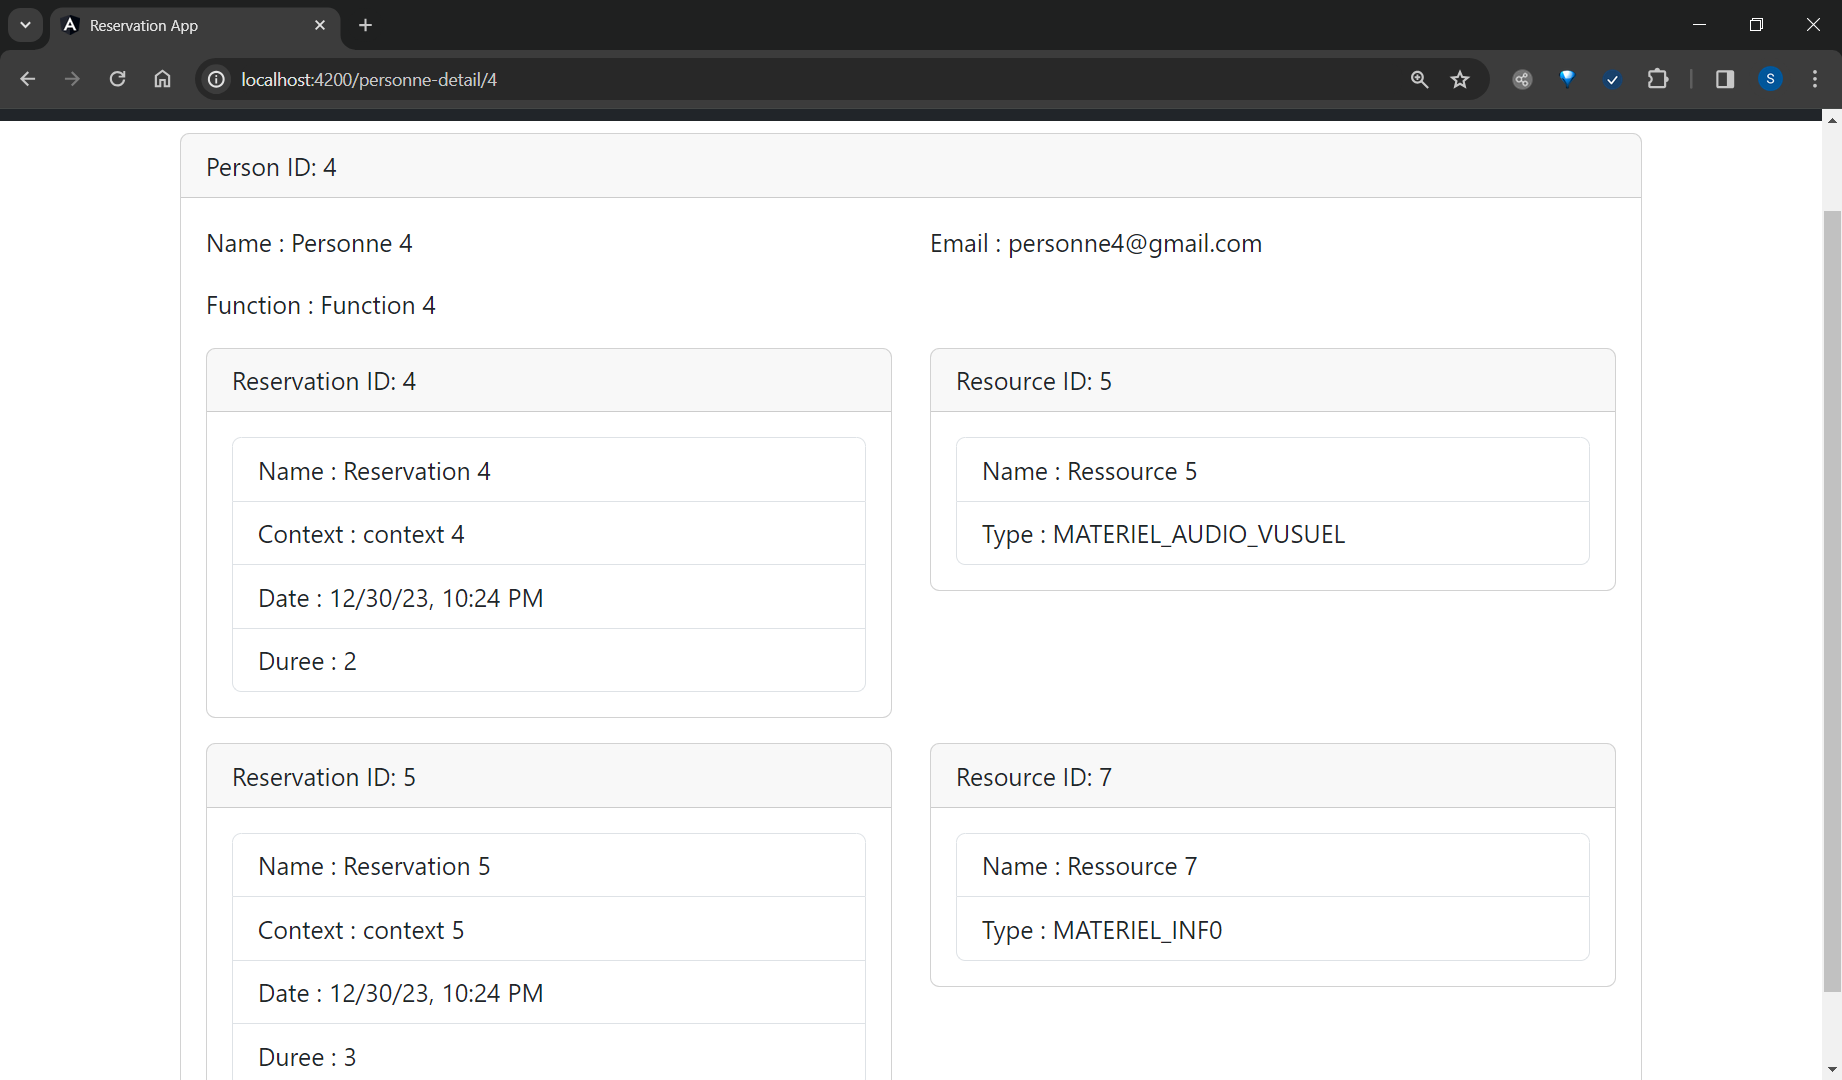 Reservation App
localhost:4200/personne-detail/4
S
Person ID: 4
Name : Personne 4
Email : personne4@gmail.com
Function : Function 4
Reservation ID: 4
Name : Reservation 4
Context : context 4
Date : 12/30/23, 10:24 PM
Duree : 2
Resource ID: 5
Name : Ressource 5
Type : MATERIEL_AUDIO_VUSUEL
Reservation ID: 5
Name : Reservation 5
Context : context 5
Date : 12/30/23, 10:24 PM
Duree : 3
Resource ID: 7
Name : Ressource 7
Type : MATERIEL_INF0